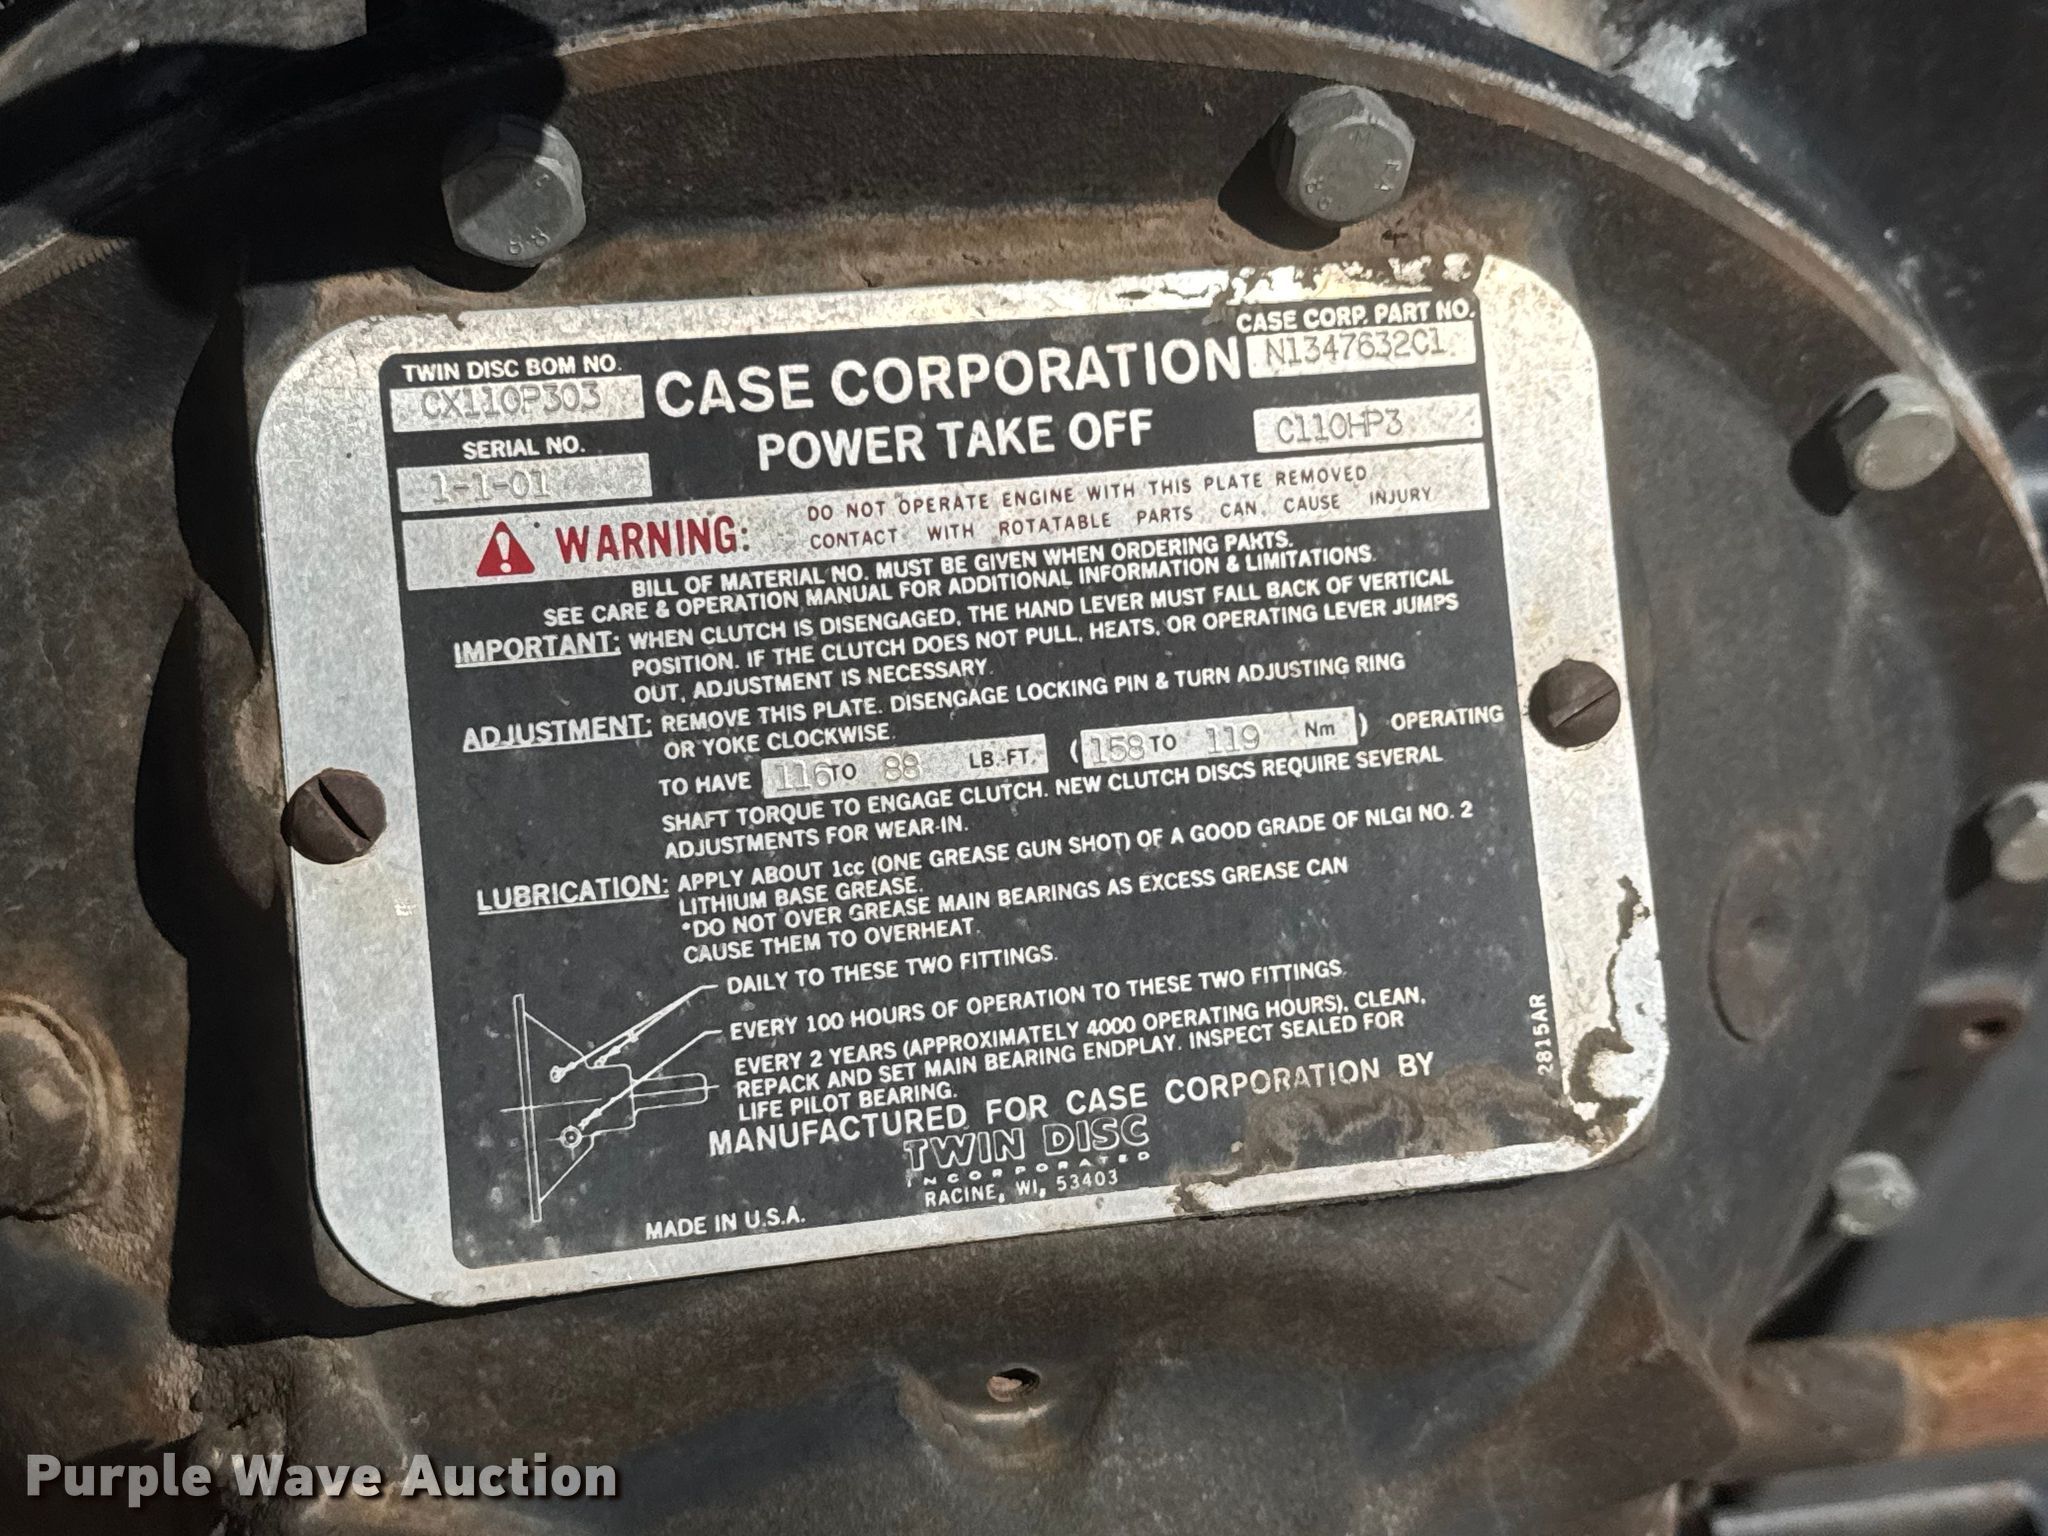 TWIN DISC BOM NO.
CX110P303
SERIAL NO.
1-1-01
CASE CORPORATION
POWER TAKE OFF
CASE CORP. PART NO.
N1347632C1
C110HP3
WARNING:
DO NOT OPERATE ENGINE WITH THIS PLATE REMOVED
CONTACT WITH ROTATABLE PARTS CAN CAUSE INJURY
BILL OF MATERIAL NO. MUST BE GIVEN WHEN ORDERING PARTS.
SEE CARE & OPERATION MANUAL FOR ADDITIONAL INFORMATION & LIMITATIONS.
IMPORTANT: WHEN CLUTCH IS DISENGAGED, THE HAND LEVER MUST FALL BACK OF VERTICAL
POSITION. IF THE CLUTCH DOES NOT PULL, HEATS, OR OPERATING LEVER JUMPS
OUT, ADJUSTMENT IS NECESSARY.
ADJUSTMENT: REMOVE THIS PLATE. DISENGAGE LOCKING PIN & TURN ADJUSTING RING
OR YOKE CLOCKWISE.
TO HAVE 116 TO 88 LB.-FT. (158 TO 119 Nm) OPERATING
SHAFT TORQUE TO ENGAGE CLUTCH. NEW CLUTCH DISCS REQUIRE SEVERAL
ADJUSTMENTS FOR WEAR-IN.
LUBRICATION: APPLY ABOUT 1cc (ONE GREASE GUN SHOT) OF A GOOD GRADE OF NLGI NO. 2
LITHIUM BASE GREASE.
*DO NOT OVER GREASE MAIN BEARINGS AS EXCESS GREASE CAN
CAUSE THEM TO OVERHEAT.
DAILY TO THESE TWO FITTINGS.
EVERY 100 HOURS OF OPERATION TO THESE TWO FITTINGS.
EVERY 2 YEARS (APPROXIMATELY 4000 OPERATING HOURS), CLEAN,
REPACK AND SET MAIN BEARING ENDPLAY. INSPECT SEALED FOR
LIFE PILOT BEARING.
MANUFACTURED FOR CASE CORPORATION BY
TWIN DISC
INCORPORATED
RACINE, WI, 53403
MADE IN U.S.A.
2815AR
8.8
Purple Wave Auction